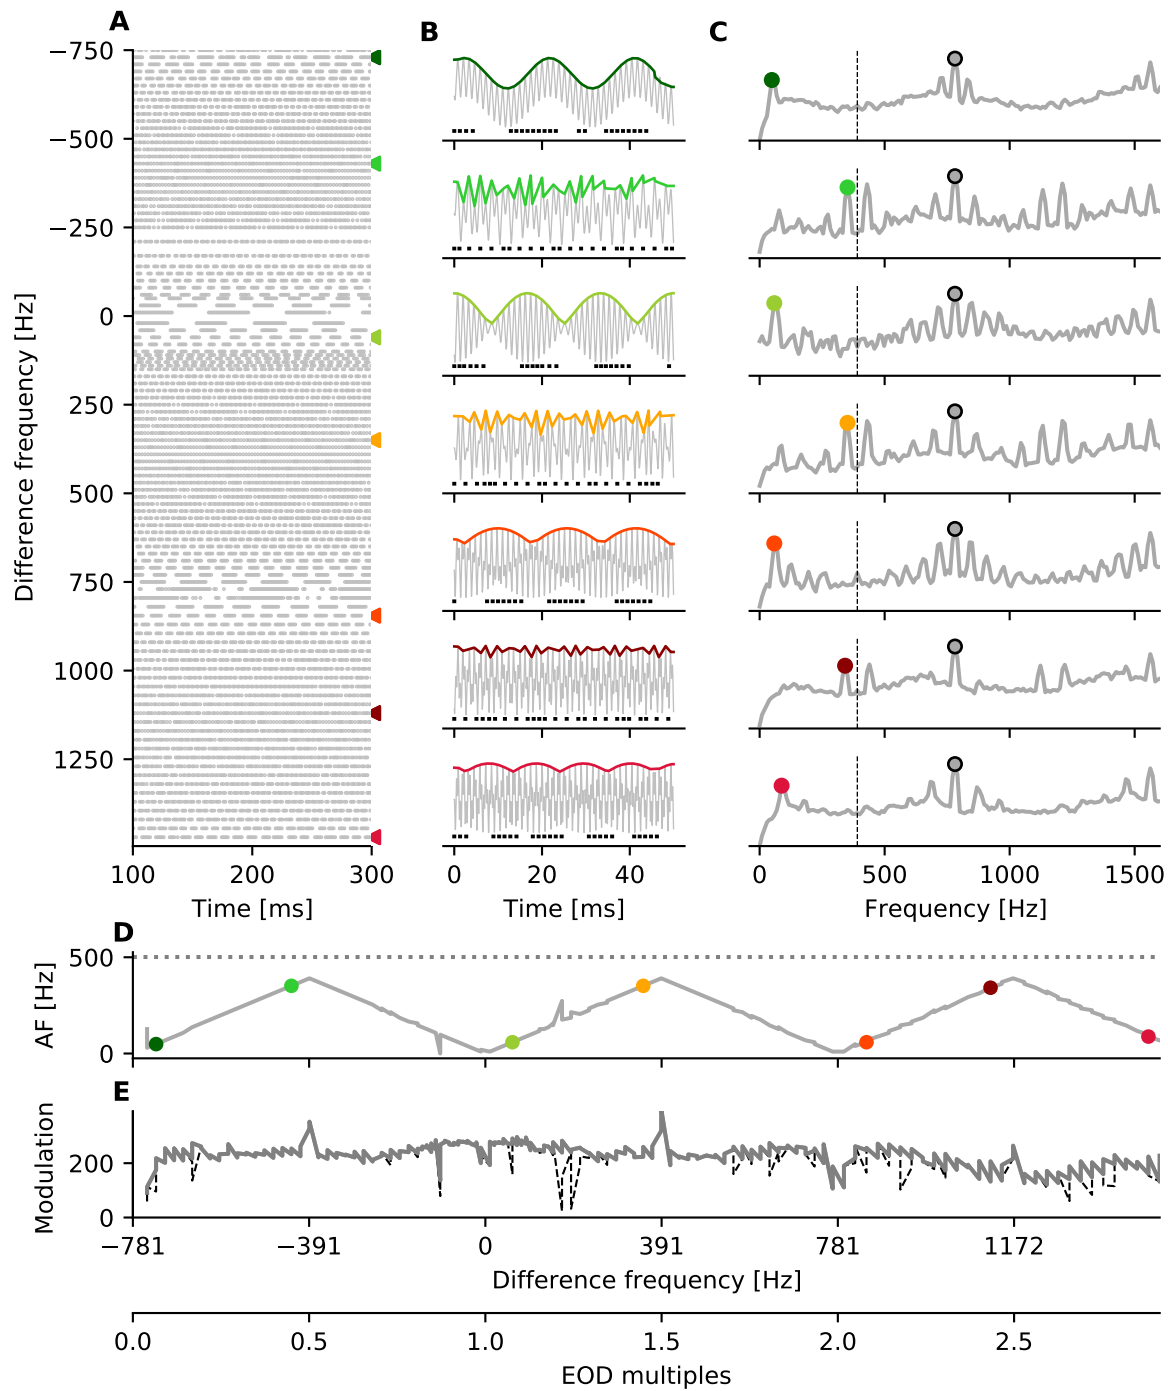 A
B
C
−750
−500
−250
0
250
500
750
1000
1250
Difference frequency [Hz]
100 200 300
0 20 40
0 500 1000 1500
Time [ms]
Time [ms]
Frequency [Hz]
D
500
0
AF [Hz]
E
200
0
Modulation
−781 −391 0 391 781 1172
Difference frequency [Hz]
0.0 0.5 1.0 1.5 2.0 2.5
EOD multiples